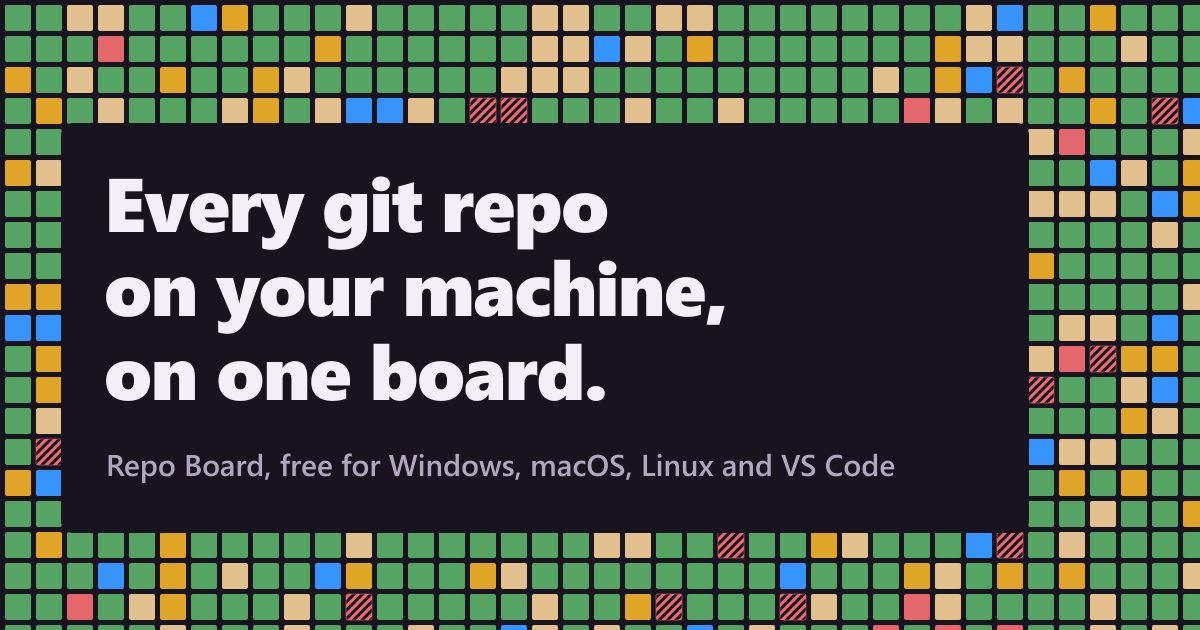 Every git repo
on your machine,
on one board.
Repo Board, free for Windows, macOS, Linux and VS Code